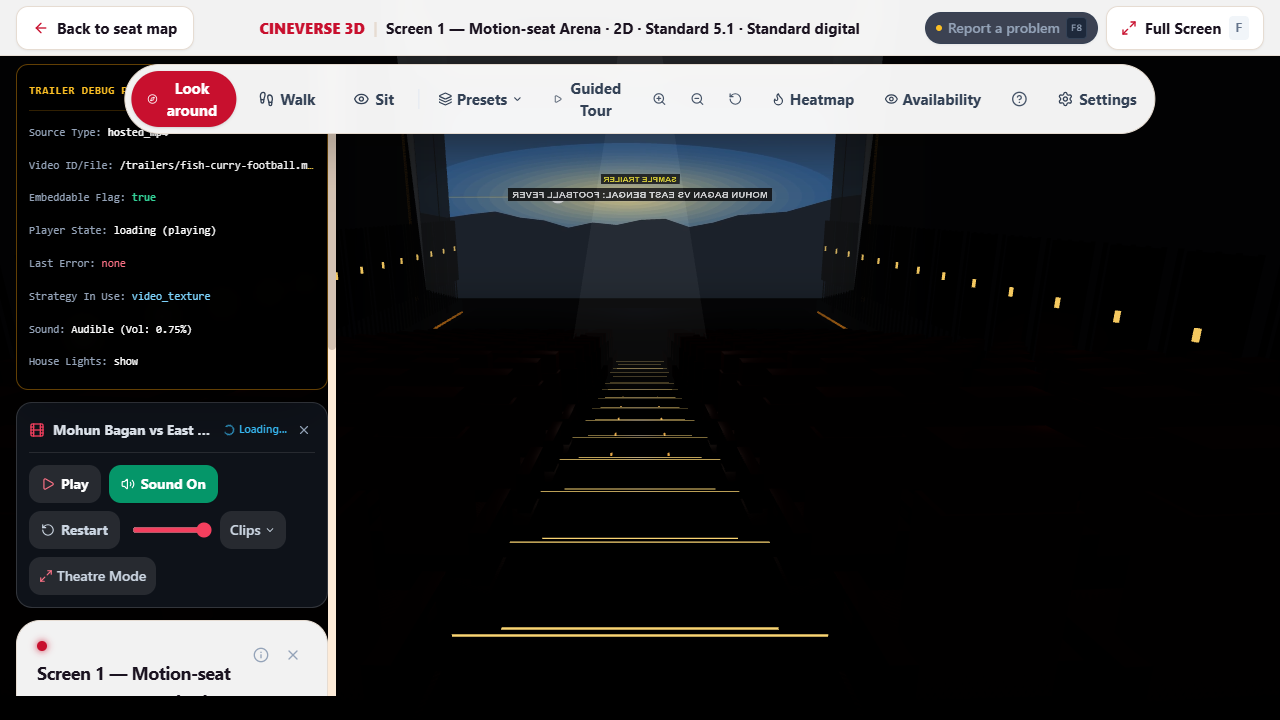 Back to seat map
CINEVERSE 3D | Screen 1 — Motion-seat Arena · 2D · Standard 5.1 · Standard digital
Report a problem F8
Full Screen F
TRAILER DEBUG
Look around
Walk
Sit
Presets
Guided Tour
Heatmap
Availability
Settings
Source Type: hosted_mp4
Video ID/File: /trailers/fish-curry-football.m…
Embeddable Flag: true
Player State: loading (playing)
Last Error: none
Strategy In Use: video_texture
Sound: Audible (Vol: 0.75%)
House Lights: show
SAMPLE TRAILER
MOHUN BAGAN VS EAST BENGAL: FOOTBALL FEVER
Mohun Bagan vs East ...
Loading...
Play
Sound On
Restart
Clips
Theatre Mode
Screen 1 — Motion-seat